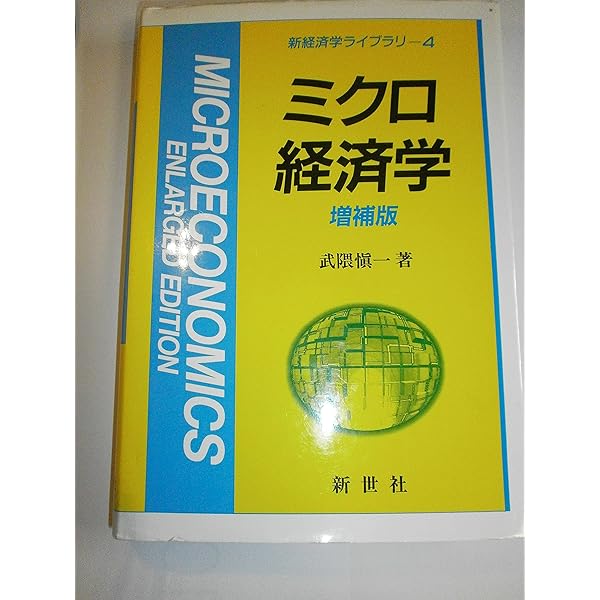 新経済学ライブラリー4
ミクロ
経済学
増補版
武隈愼一著
新世社
MICROECONOMICS
ENLARGED EDITION